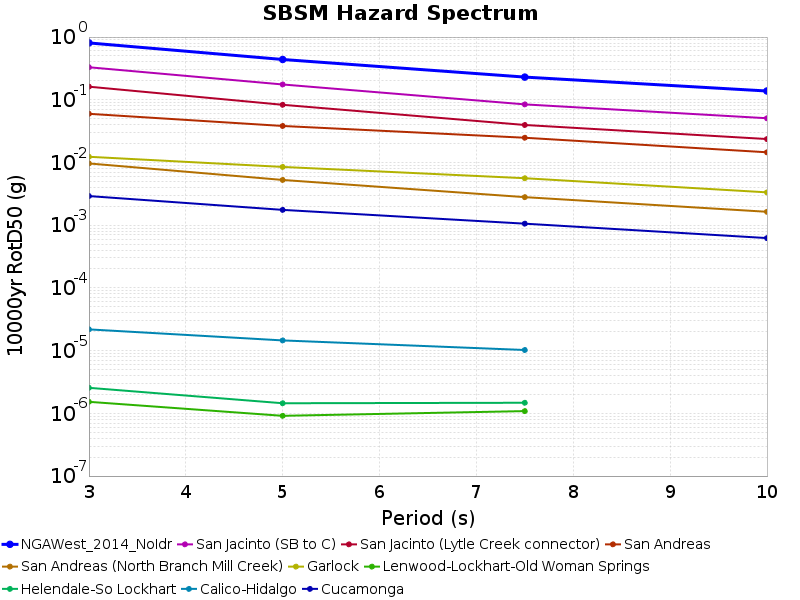 SBSM Hazard Spectrum
10000yr RotD50 (g)
10^0
10^-1
10^-2
10^-3
10^-4
10^-5
10^-6
10^-7
3 4 5 6 7 8 9 10
Period (s)
NGAWest_2014_NoIdr San Jacinto (SB to C) San Jacinto (Lytle Creek connector) San Andreas
San Andreas (North Branch Mill Creek) Garlock Lenwood-Lockhart-Old Woman Springs
Helendale-So Lockhart Calico-Hidalgo Cucamonga